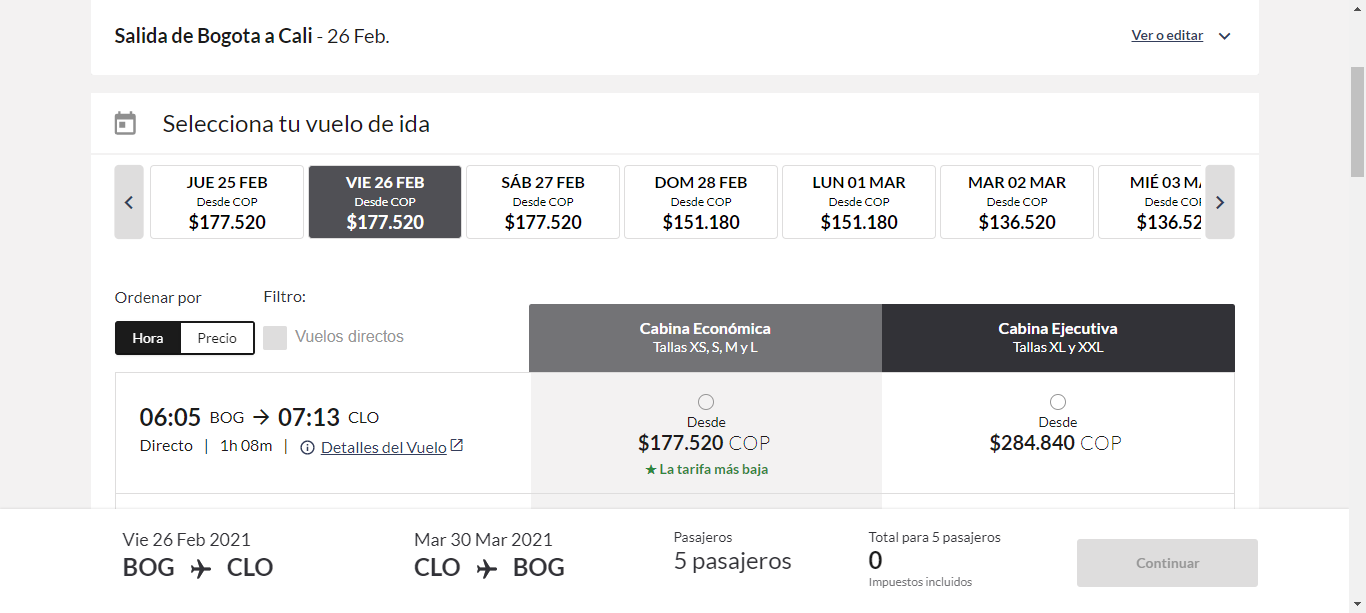 Salida de Bogota a Cali - 26 Feb.
Ver o editar
Selecciona tu vuelo de ida
JUE 25 FEB
Desde COP
$177.520
VIE 26 FEB
Desde COP
$177.520
SÁB 27 FEB
Desde COP
$177.520
DOM 28 FEB
Desde COP
$151.180
LUN 01 MAR
Desde COP
$151.180
MAR 02 MAR
Desde COP
$136.520
MIÉ 03
Desde
$136.52
Ordenar por
Filtro:
Hora
Precio
Vuelos directos
Cabina Económica
Tallas XS, S, M y L
Cabina Ejecutiva
Tallas XL y XXL
06:05 BOG → 07:13 CLO
Directo | 1h 08m | Detalles del Vuelo
Desde
$177.520 COP
★ La tarifa más baja
Desde
$284.840 COP
Vie 26 Feb 2021
BOG CLO
Mar 30 Mar 2021
CLO BOG
Pasajeros
5 pasajeros
Total para 5 pasajeros
0
Impuestos incluidos
Continuar